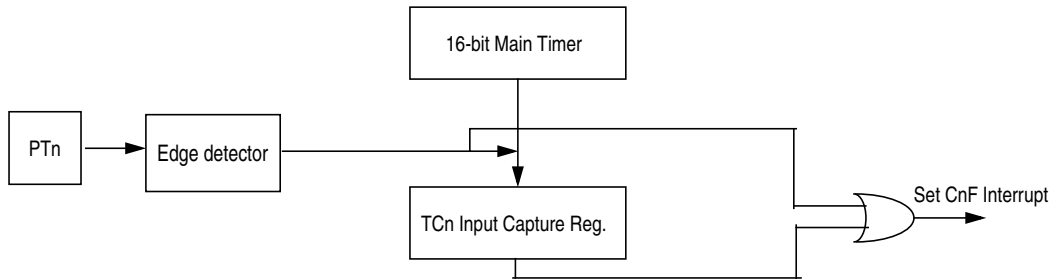 16-bit Main Timer
PTn
Edge detector
TCn Input Capture Reg.
Set CnF Interrupt